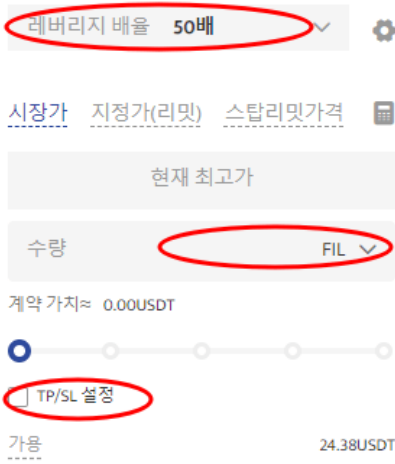 레버리지 배율 50배
시장가 지정가(리밋) 스탑리밋가격
현재 최고가
수량 FIL
계약 가치≈ 0.00USDT
TP/SL 설정
가용 24.38USDT